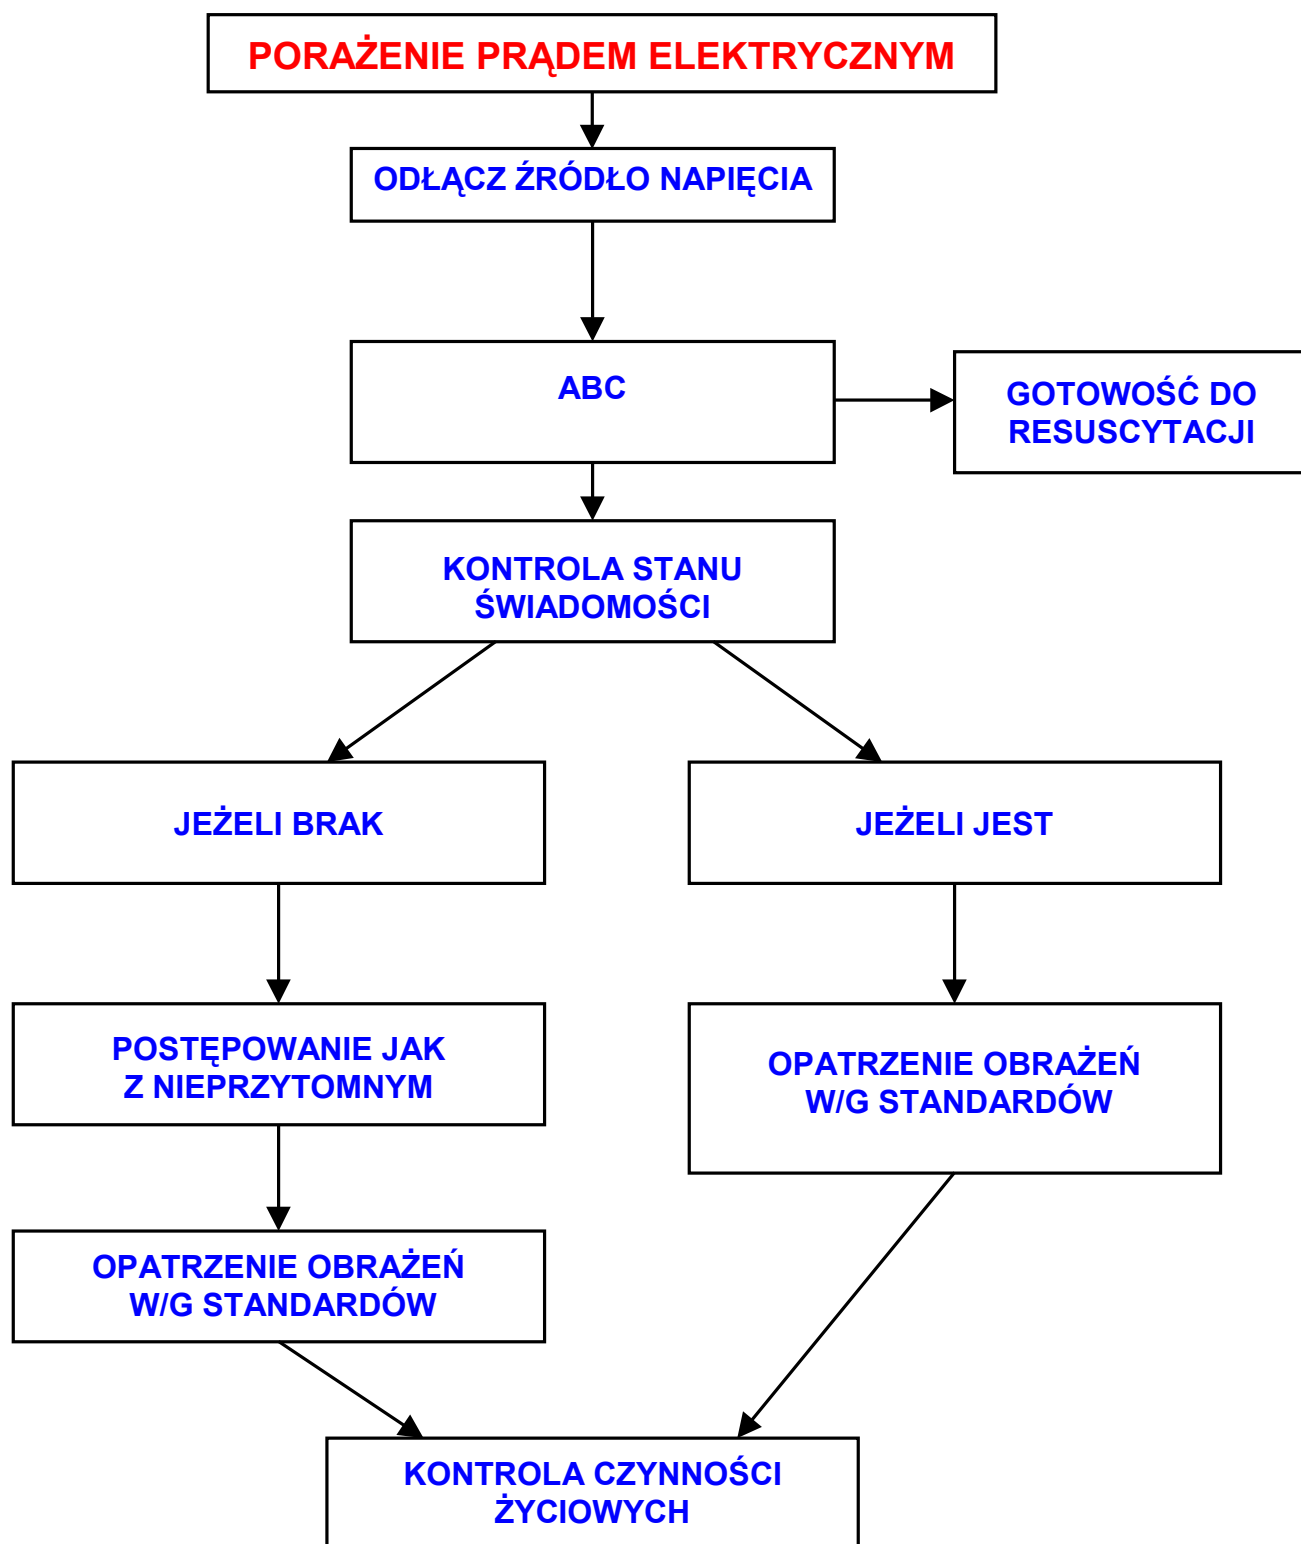 PORAŻENIE PRĄDEM ELEKTRYCZNYM
ODŁĄCZ ŹRÓDŁO NAPIĘCIA
ABC
GOTOWOŚĆ DO
RESUSCYTACJI
KONTROLA STANU
ŚWIADOMOŚCI
JEŻELI BRAK
JEŻELI JEST
POSTĘPOWANIE JAK
Z NIEPRZYTOMNYM
OPATRZENIE OBRAŻEŃ
W/G STANDARDÓW
OPATRZENIE OBRAŻEŃ
W/G STANDARDÓW
KONTROLA CZYNNOŚCI
ŻYCIOWYCH